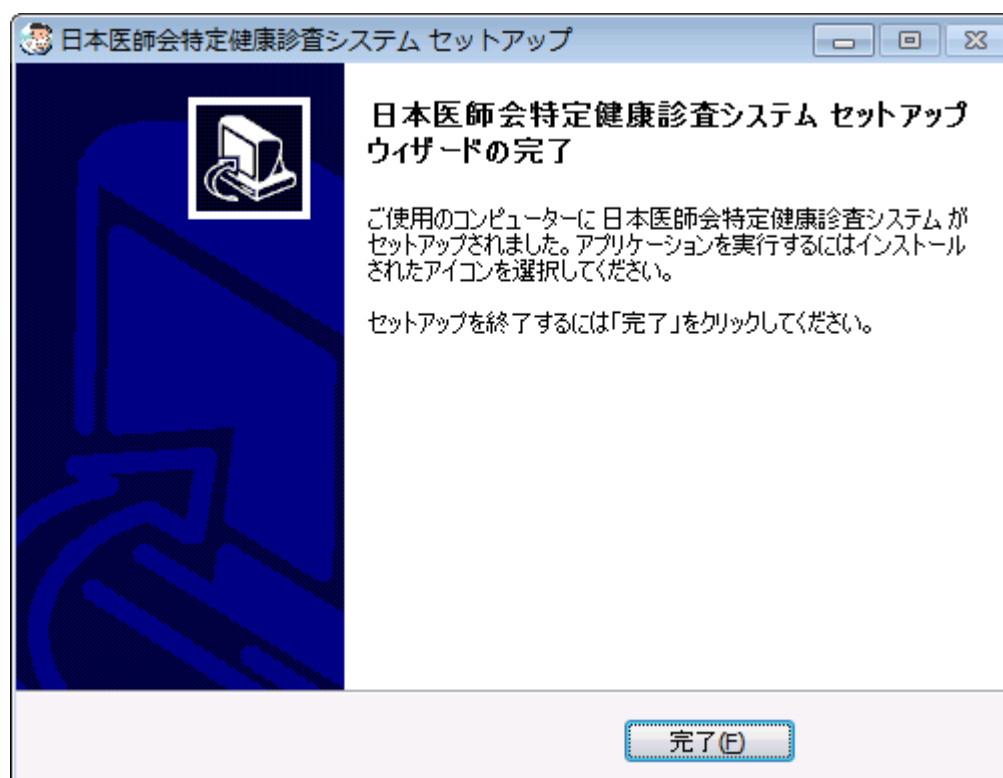 日本医師会特定健康診査システム セットアップ
日本医師会特定健康診査システム セットアップ
ウィザードの完了
ご使用のコンピューターに 日本医師会特定健康診査システム が
セットアップされました。アプリケーションを実行するにはインストール
されたアイコンを選択してください。
セットアップを終了するには「完了」をクリックしてください。
完了(F)